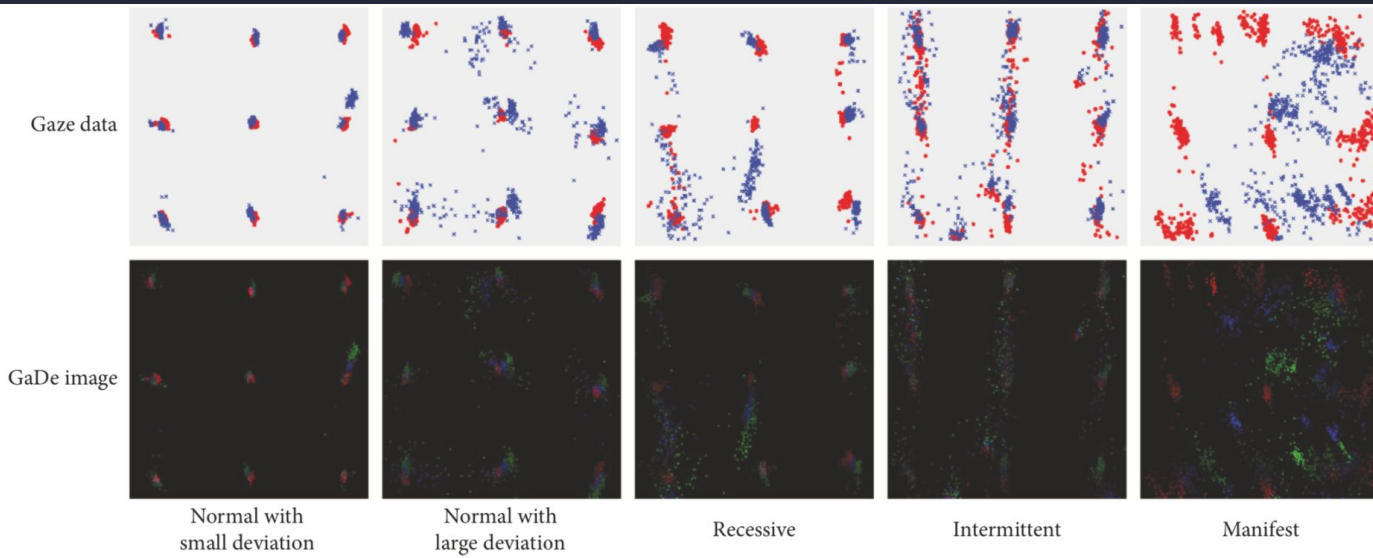 Gaze data
GaDe image
Normal with
small deviation
Normal with
large deviation
Recessive
Intermittent
Manifest